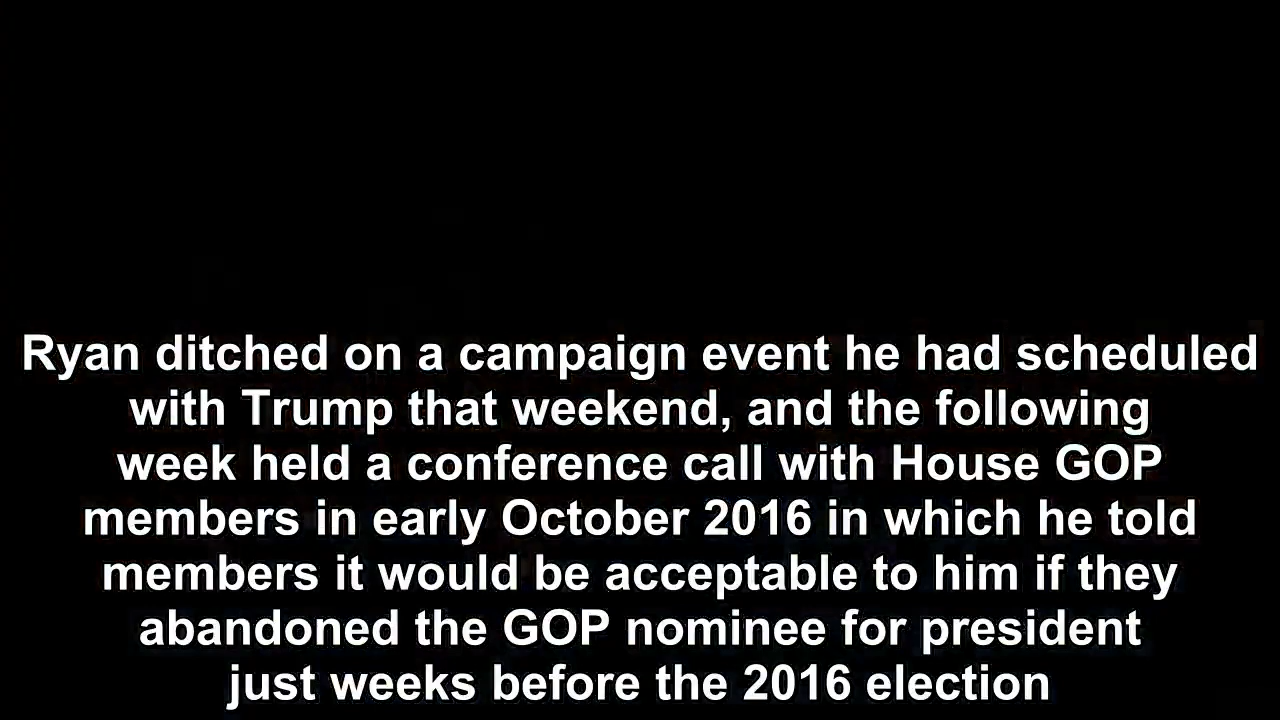 Ryan ditched on a campaign event he had scheduled
with Trump that weekend, and the following
week held a conference call with House GOP
members in early October 2016 in which he told
members it would be acceptable to him if they
abandoned the GOP nominee for president
just weeks before the 2016 election